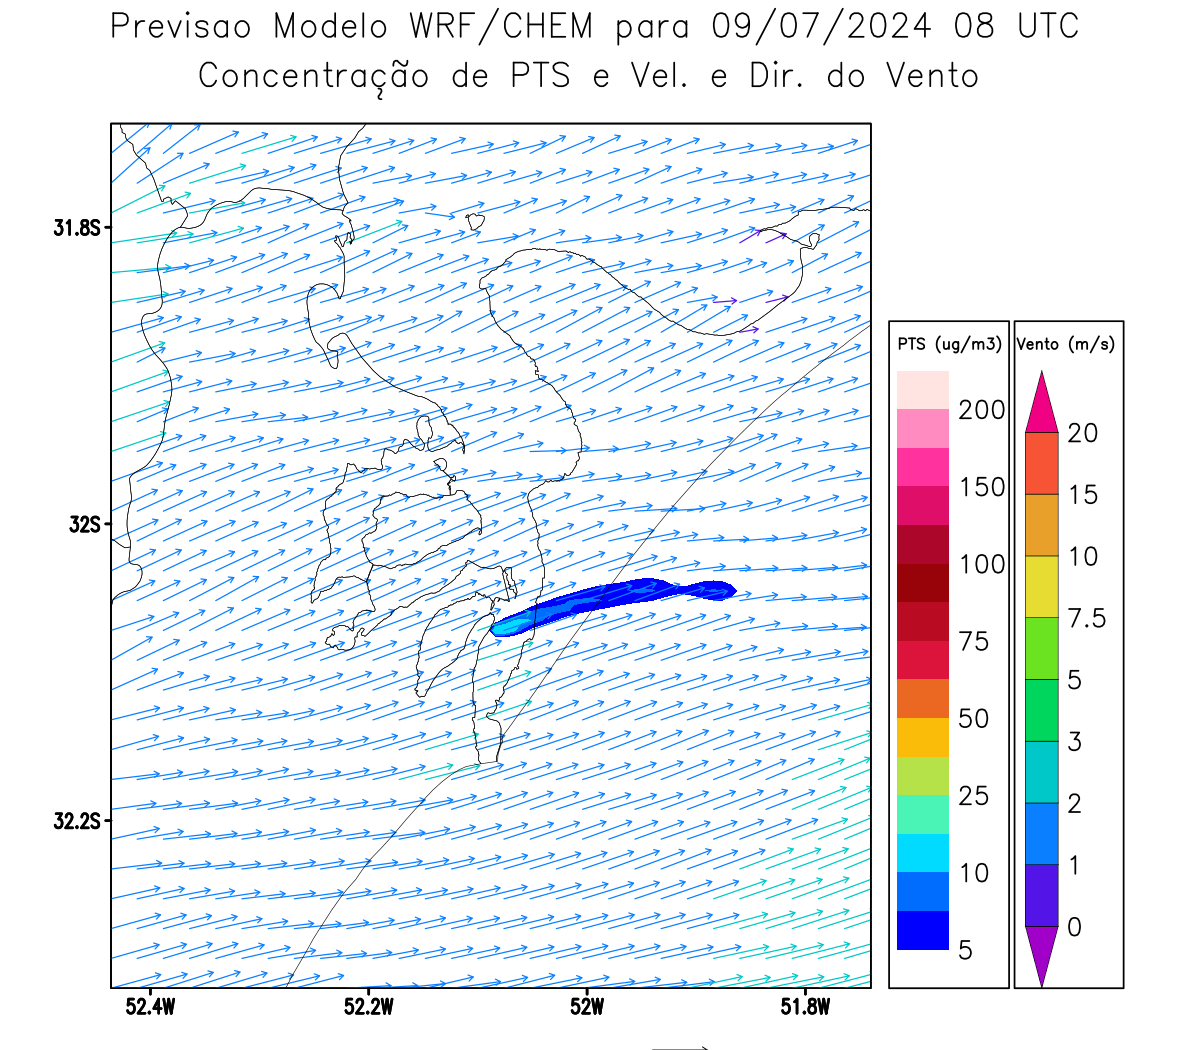 Previsao Modelo WRF/CHEM para 09/07/2024 08 UTC
Concentração de PTS e Vel. e Dir. do Vento
31.8S
32S
32.2S
52.4W
52.2W
52W
51.8W
PTS (ug/m3)
200
150
100
75
50
25
10
5
Vento (m/s)
20
15
10
7.5
5
3
2
1
0